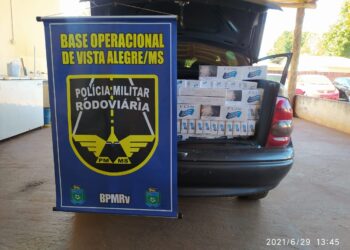 BASE OPERACIONAL
DE VISTA ALEGRE/MS
POLÍCIA MILITAR
RODOVIÁRIA
PM MS
BPMRv
2021/6/29 13:45